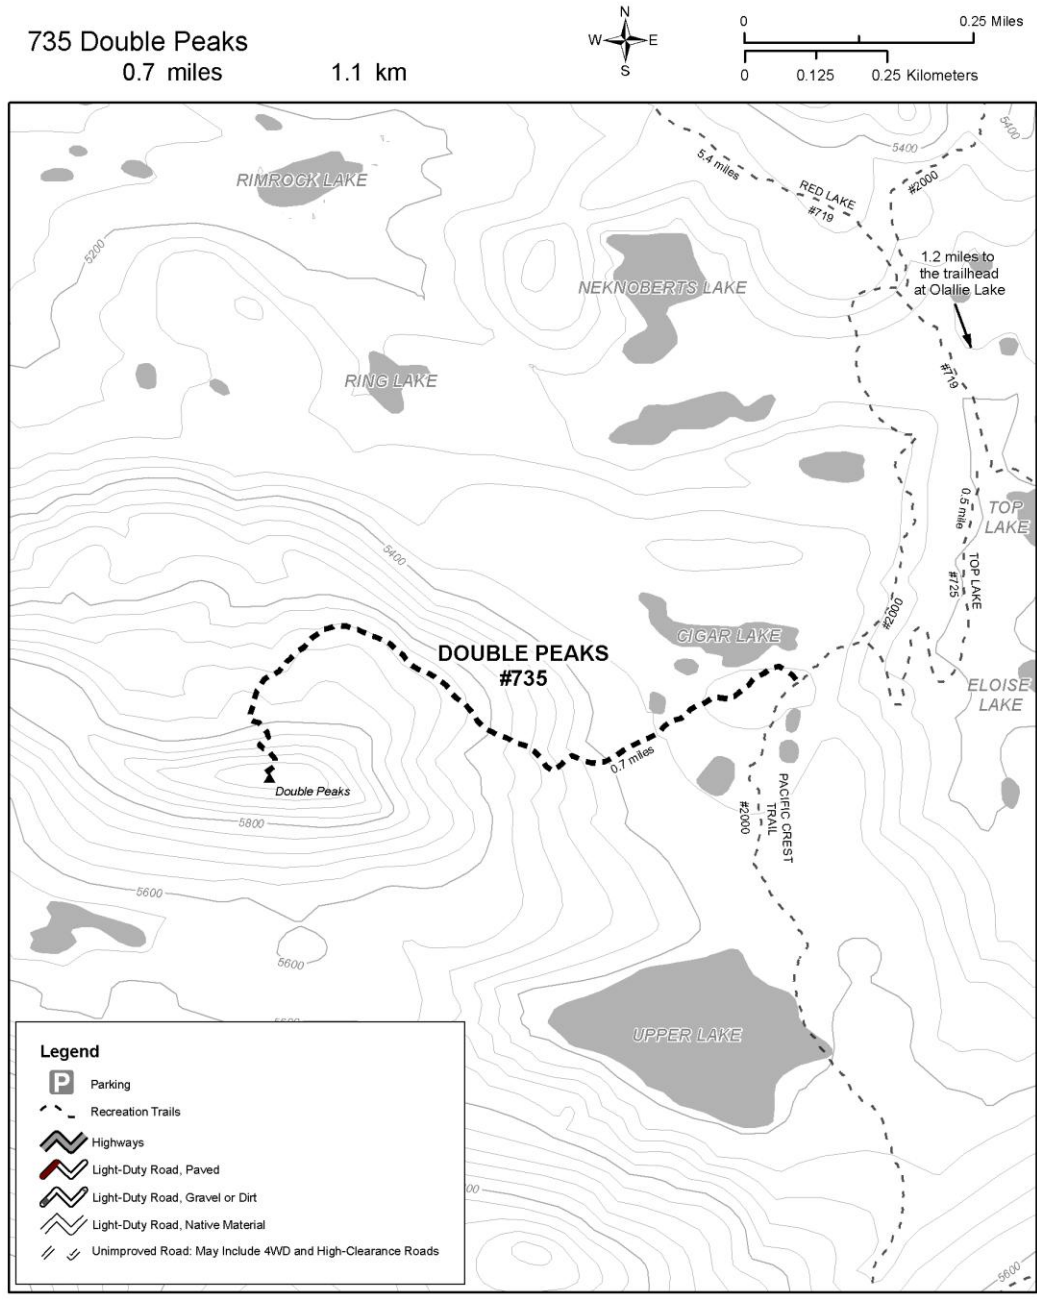 735 Double Peaks
0.7 miles 1.1 km
N
W E
S
0 0.25 Miles
0 0.125 0.25 Kilometers
5400
5400
5.4 miles
RED LAKE
#719
#2000
RIMROCK LAKE
5200
1.2 miles to
the trailhead
at Olallie Lake
NEKNOBERTS LAKE
RING LAKE
#719
0.5 mile
TOP
LAKE
5400
TOP LAKE
#725
#2000
CIGAR LAKE
DOUBLE PEAKS
#735
ELOISE
LAKE
0.7 miles
Double Peaks
5800
PACIFIC CREST
TRAIL
#2000
5600
5600
UPPER LAKE
5600
Legend
P Parking
Recreation Trails
Highways
Light-Duty Road, Paved
Light-Duty Road, Gravel or Dirt
Light-Duty Road, Native Material
Unimproved Road: May Include 4WD and High-Clearance Roads